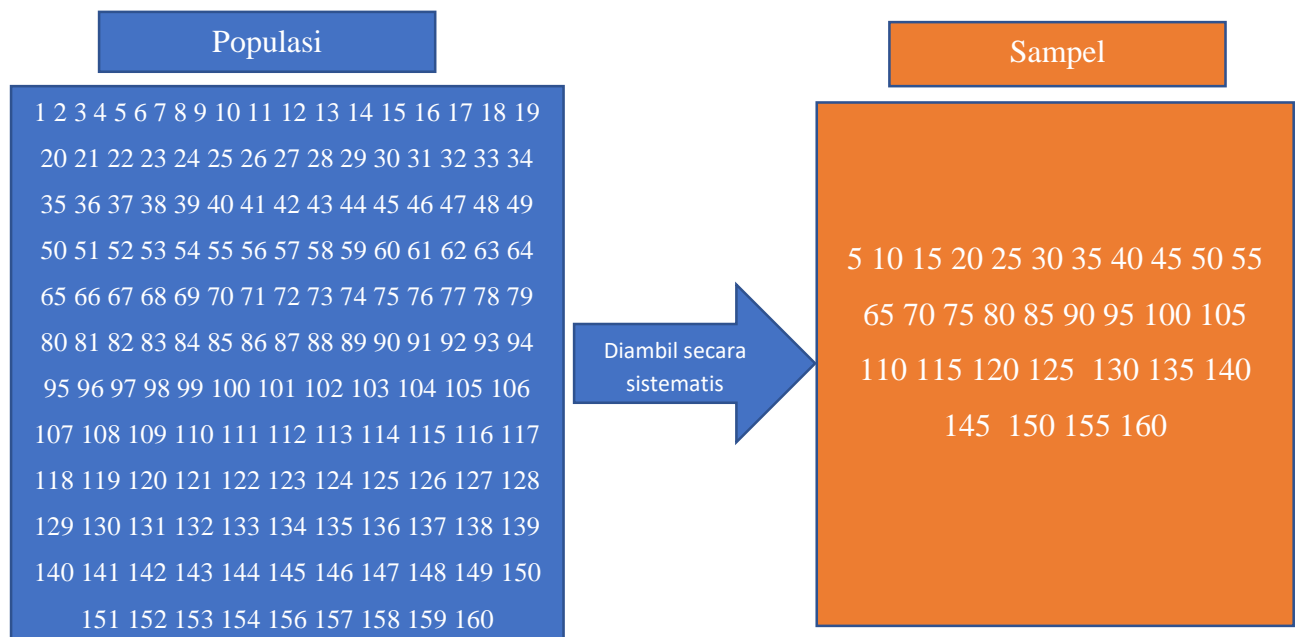 Populasi
1 2 3 4 5 6 7 8 9 10 11 12 13 14 15 16 17 18 19
20 21 22 23 24 25 26 27 28 29 30 31 32 33 34
35 36 37 38 39 40 41 42 43 44 45 46 47 48 49
50 51 52 53 54 55 56 57 58 59 60 61 62 63 64
65 66 67 68 69 70 71 72 73 74 75 76 77 78 79
80 81 82 83 84 85 86 87 88 89 90 91 92 93 94
95 96 97 98 99 100 101 102 103 104 105 106
107 108 109 110 111 112 113 114 115 116 117
118 119 120 121 122 123 124 125 126 127 128
129 130 131 132 133 134 135 136 137 138 139
140 141 142 143 144 145 146 147 148 149 150
151 152 153 154 156 157 158 159 160
Diambil secara
sistematis
Sampel
5 10 15 20 25 30 35 40 45 50 55
65 70 75 80 85 90 95 100 105
110 115 120 125 130 135 140
145 150 155 160